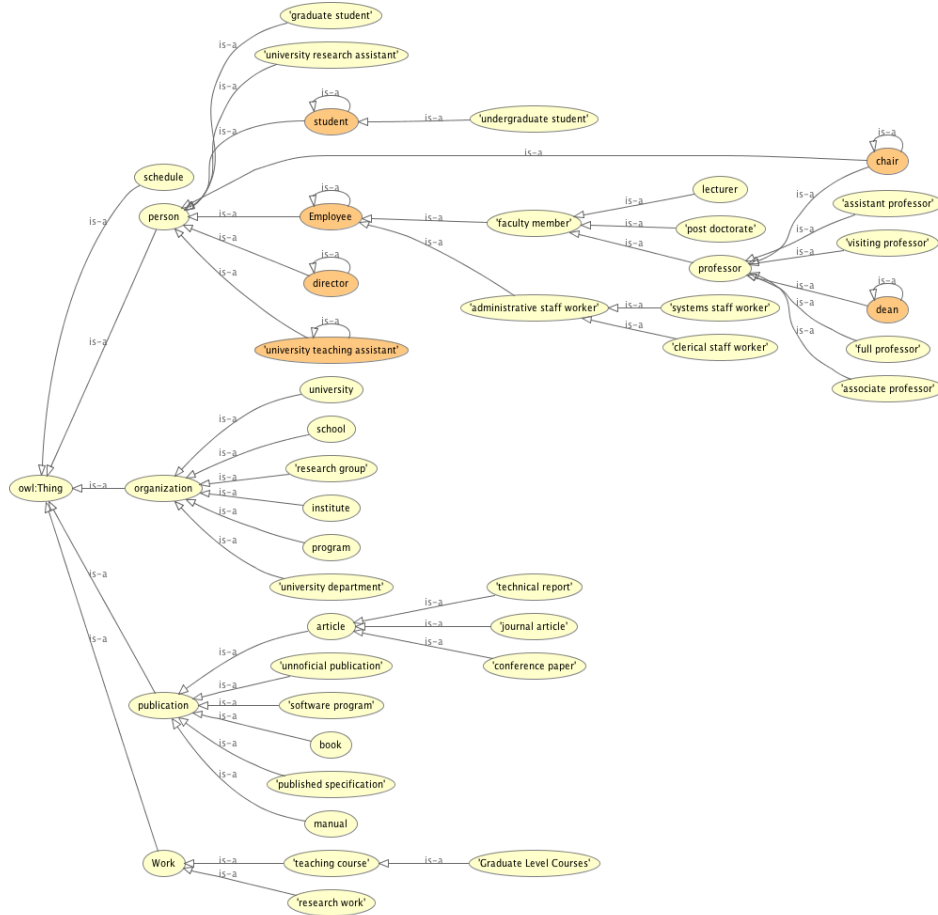 'graduate student'
is-a
'university research assistant'
is-a
is-a
student
is-a
'undergraduate student'
is-a
is-a
is-a
chair
schedule
is-a
person
is-a
is-a
Employee
is-a
'faculty member'
is-a
lecturer
is-a
'post doctorate'
is-a
professor
is-a
'assistant professor'
is-a
'visiting professor'
is-a
is-a
is-a
dean
is-a
'full professor'
is-a
'associate professor'
is-a
is-a
director
is-a
is-a
'administrative staff worker'
is-a
'systems staff worker'
is-a
'clerical staff worker'
is-a
is-a
'university teaching assistant'
is-a
university
is-a
school
is-a
'research group'
owl:Thing
is-a
organization
is-a
institute
is-a
program
is-a
'university department'
is-a
article
is-a
'technical report'
is-a
'journal article'
is-a
'conference paper'
is-a
is-a
'unnoficial publication'
publication
is-a
'software program'
is-a
book
is-a
'published specification'
is-a
manual
is-a
Work
is-a
'teaching course'
is-a
'Graduate Level Courses'
is-a
'research work'